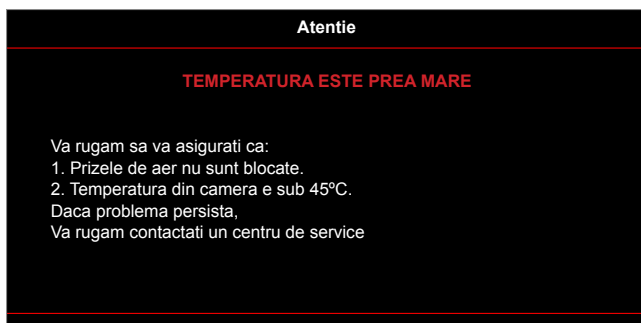 Atentie
TEMPERATURA ESTE PREA MARE
Va rugam sa va asigurati ca:
1. Prizele de aer nu sunt blocate.
2. Temperatura din camera e sub 45ºC.
Daca problema persista,
Va rugam contactati un centru de service